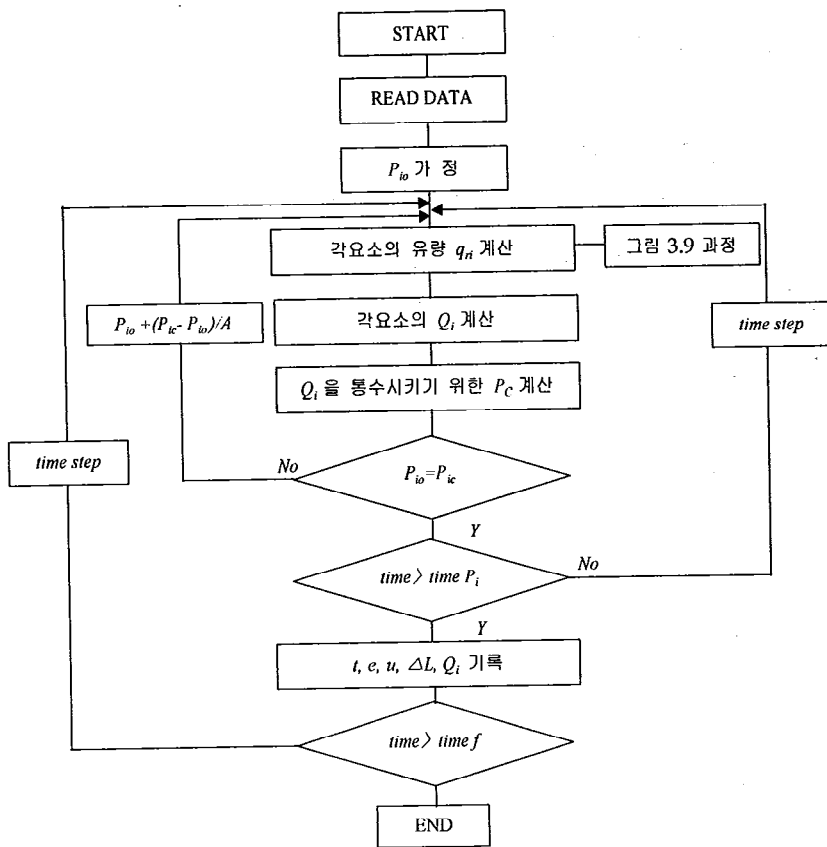 START
READ DATA
P_io 가 정
각요소의 유량 q_ri 계산
그림 3.9 과정
P_io +(P_ic- P_io)/A
각요소의 Q_i 계산
time step
Q_i 을 통수시키기 위한 P_C 계산
time step
No
P_io=P_ic
Y
time > time P_i
No
Y
t, e, u, △L, Q_i 기록
time > time f
END